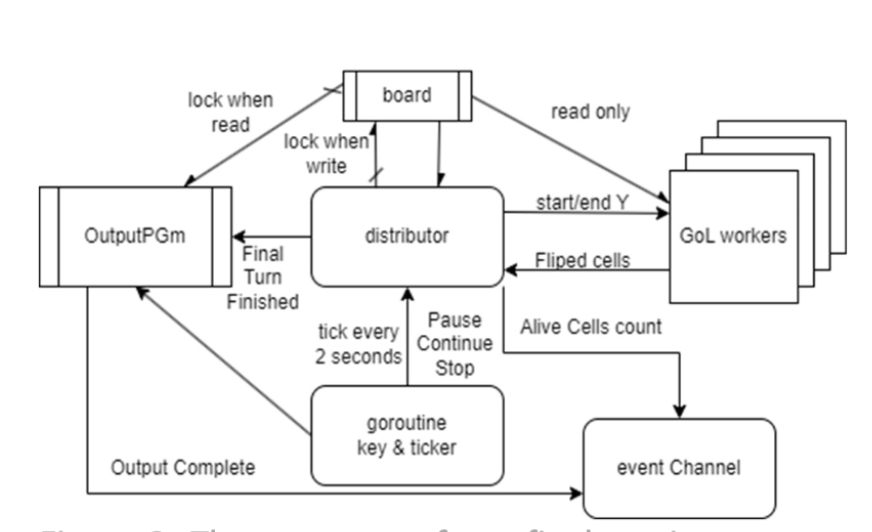 board
lock when
read
read only
lock when
write
OutputPGm
distributor
start/end Y
GoL workers
Fliped cells
Final
Turn
Finished
tick every
2 seconds
Pause
Continue
Stop
Alive Cells count
goroutine
key & ticker
Output Complete
event Channel